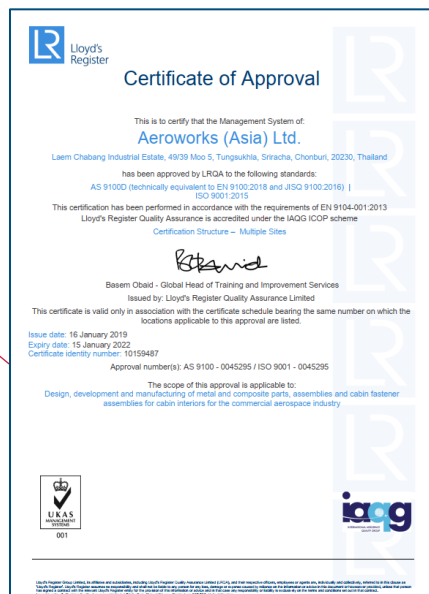 LR
Lloyd's
Register
Certificate of Approval
This is to certify that the Management System of:
Aeroworks (Asia) Ltd.
Laem Chabang Industrial Estate, 49/39 Moo 5, Tungsukhla, Sriracha, Chonburi, 20230, Thailand
has been approved by LRQA to the following standards:
AS 9100D (technically equivalent to EN 9100:2018 and JISQ 9100:2016) |
ISO 9001:2015
This certification has been performed in accordance with the requirements of EN 9104-001:2013
Lloyd's Register Quality Assurance is accredited under the IAQG ICOP scheme
Certification Structure – Multiple Sites
Basem Obaid - Global Head of Training and Improvement Services
Issued by: Lloyd's Register Quality Assurance Limited
This certificate is valid only in association with the certificate schedule bearing the same number on which the
locations applicable to this approval are listed.
Issue date: 16 January 2019
Expiry date: 15 January 2022
Certificate identity number: 10159487
Approval number(s): AS 9100 - 0045295 / ISO 9001 - 0045295
The scope of this approval is applicable to:
Design, development and manufacturing of metal and composite parts, assemblies and cabin fastener
assemblies for cabin interiors for the commercial aerospace industry
UKAS
MANAGEMENT
SYSTEMS
001
iaqg